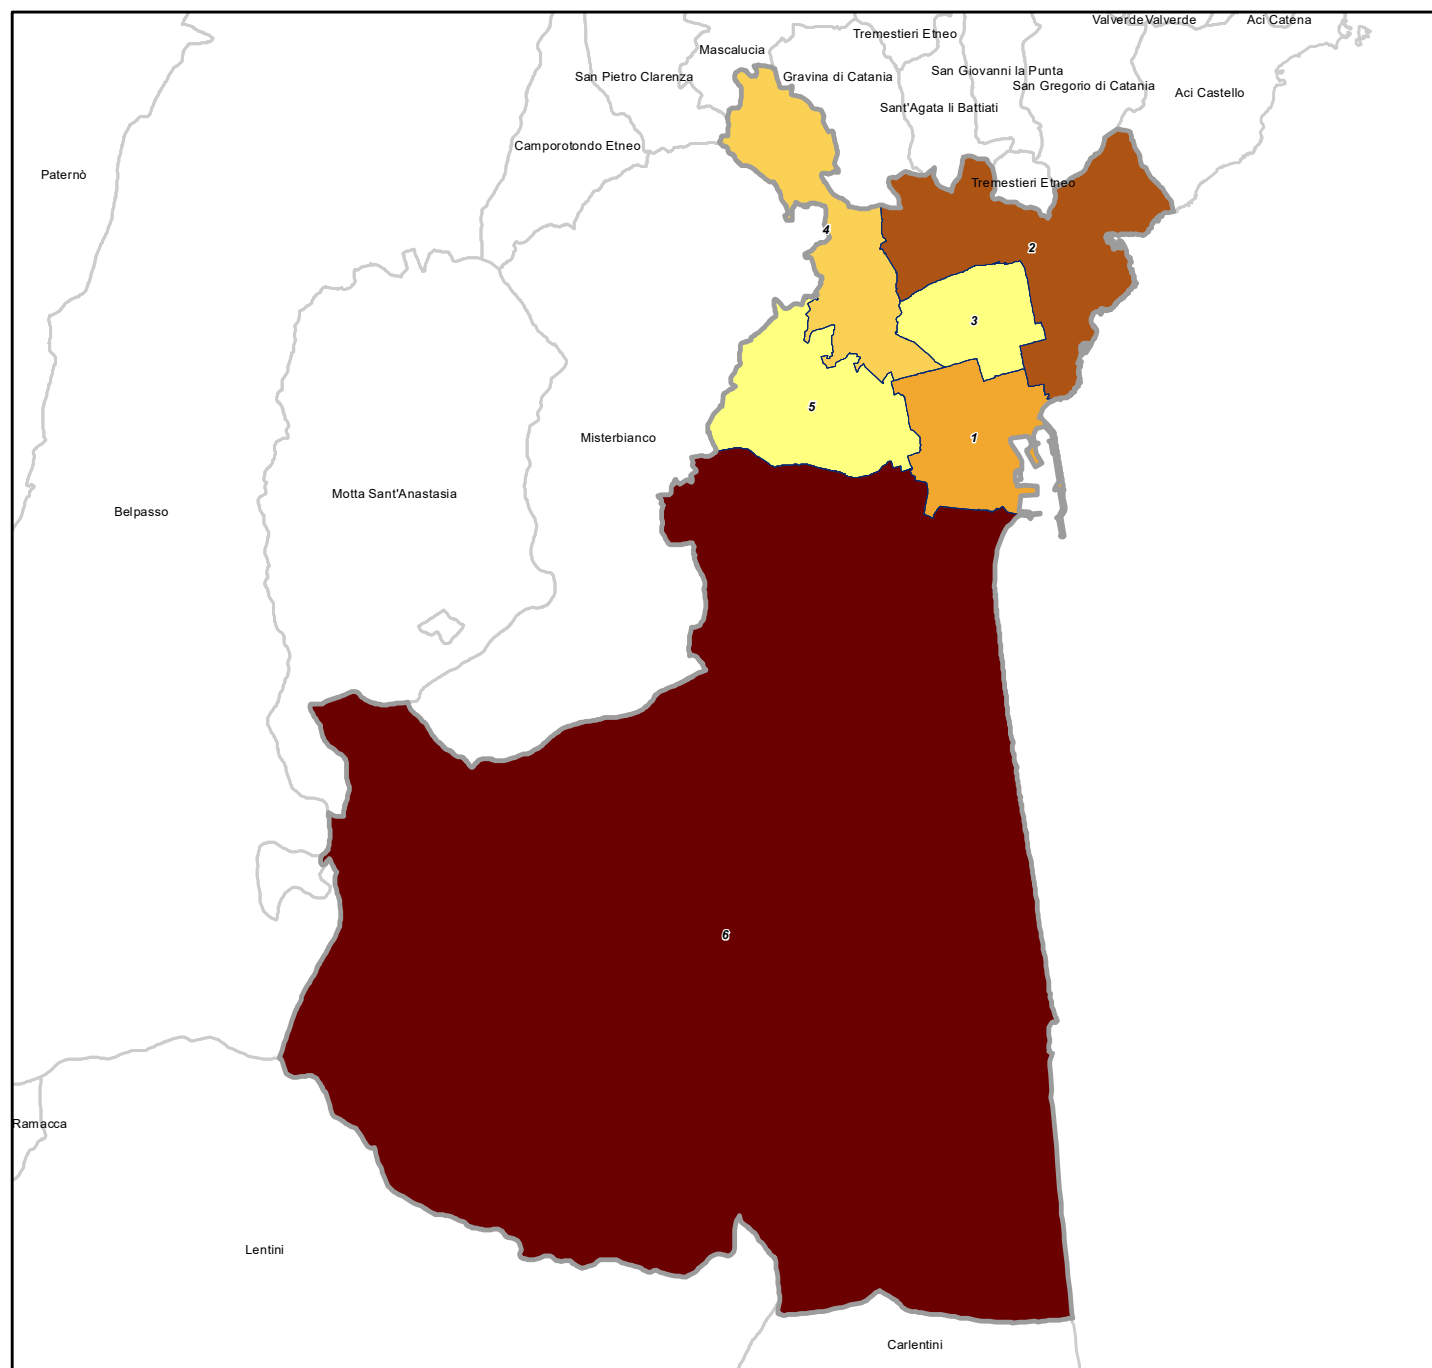 Valverde Valverde
Aci Catena
Tremestieri Etneo
Mascalucia
San Pietro Clarenza
Gravina di Catania
San Giovanni la Punta
San Gregorio di Catania
Aci Castello
Sant'Agata li Battiati
Camporotondo Etneo
Paternò
Tremestieri Etneo
4
2
3
5
1
Misterbianco
Motta Sant'Anastasia
Belpasso
6
Ramacca
Lentini
Carlentini